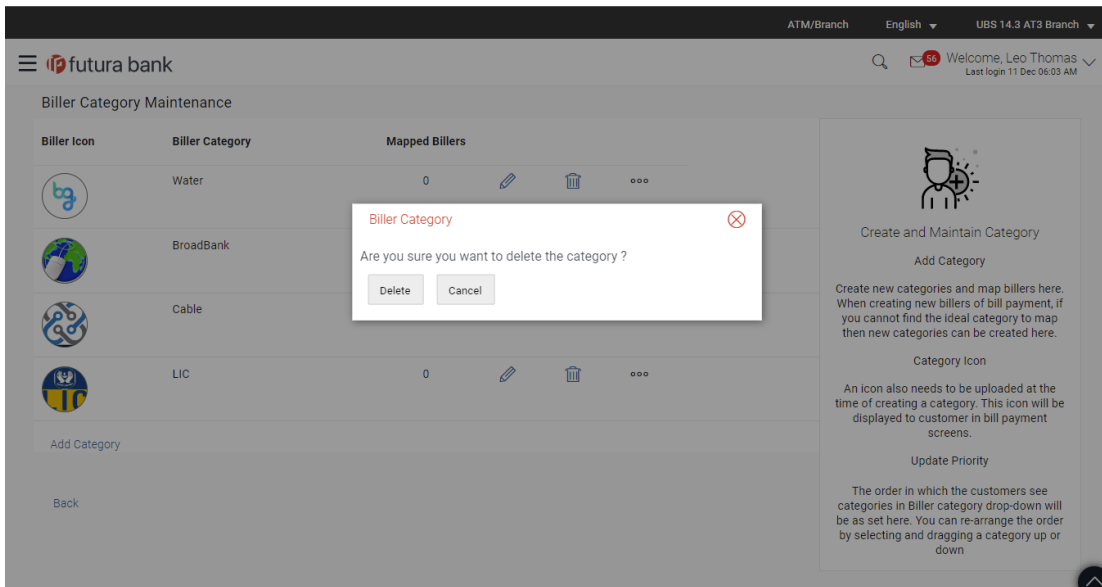 ATM/Branch English UBS 14.3 AT3 Branch
futura bank
56 Welcome, Leo Thomas
Last login 11 Dec 06:03 AM
Biller Category Maintenance
Biller Icon Biller Category Mapped Billers
bg Water 0
BroadBank
Cable
LIC LIC 0
Add Category
Back
Biller Category
Are you sure you want to delete the category ?
Delete Cancel
Create and Maintain Category
Add Category
Create new categories and map billers here.
When creating new billers of bill payment, if
you cannot find the ideal category to map
then new categories can be created here.
Category Icon
An icon also needs to be uploaded at the
time of creating a category. This icon will be
displayed to customer in bill payment
screens.
Update Priority
The order in which the customers see
categories in Biller category drop-down will
be as set here. You can re-arrange the order
by selecting and dragging a category up or
down